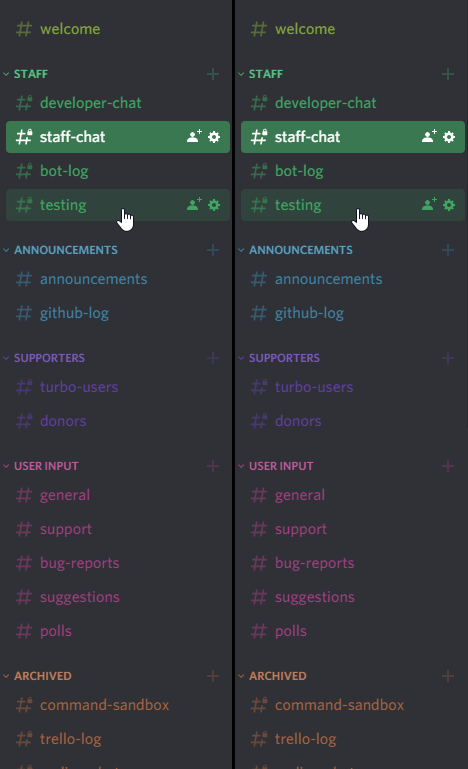 welcome
STAFF
developer-chat
staff-chat
bot-log
testing
ANNOUNCEMENTS
announcements
github-log
SUPPORTERS
turbo-users
donors
USER INPUT
general
support
bug-reports
suggestions
polls
ARCHIVED
command-sandbox
trello-log
welcome
STAFF
developer-chat
staff-chat
bot-log
testing
ANNOUNCEMENTS
announcements
github-log
SUPPORTERS
turbo-users
donors
USER INPUT
general
support
bug-reports
suggestions
polls
ARCHIVED
command-sandbox
trello-log